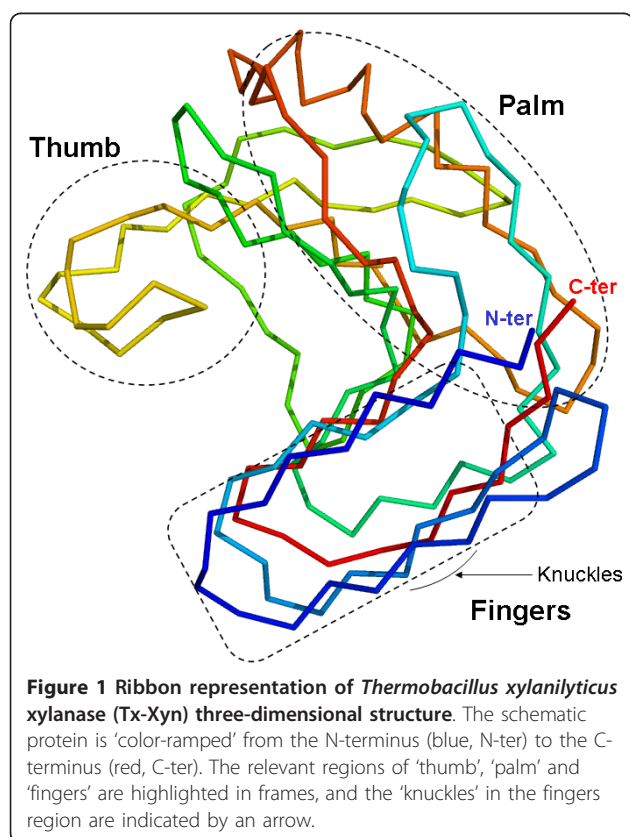 Palm
Thumb
C-ter
N-ter
Knuckles
Fingers
Figure 1 Ribbon representation of Thermobacillus xylanilyticus
xylanase (Tx-Xyn) three-dimensional structure. The schematic
protein is ‘color-ramped’ from the N-terminus (blue, N-ter) to the C-
terminus (red, C-ter). The relevant regions of ‘thumb’, ‘palm’ and
‘fingers’ are highlighted in frames, and the ‘knuckles’ in the fingers
region are indicated by an arrow.